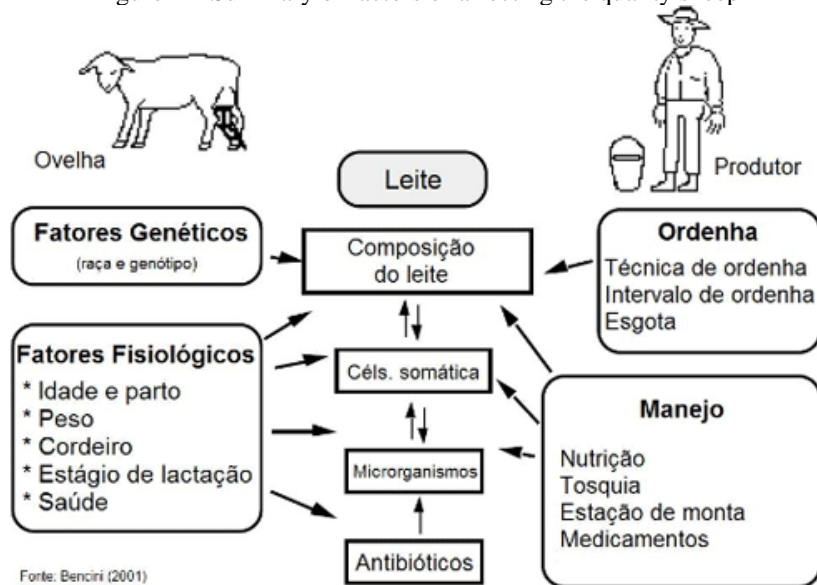 Ovelha
Produtor
Leite
Fatores Genéticos
(raça e genótipo)
Composição
do leite
Ordenha
Técnica de ordenha
Intervalo de ordenha
Esgota
Fatores Fisiológicos
* Idade e parto
* Peso
* Cordeiro
* Estágio de lactação
* Saúde
Céls. somática
Microrganismos
Antibióticos
Manejo
Nutrição
Tosquia
Estação de monta
Medicamentos
Fonte: Bencini (2001)